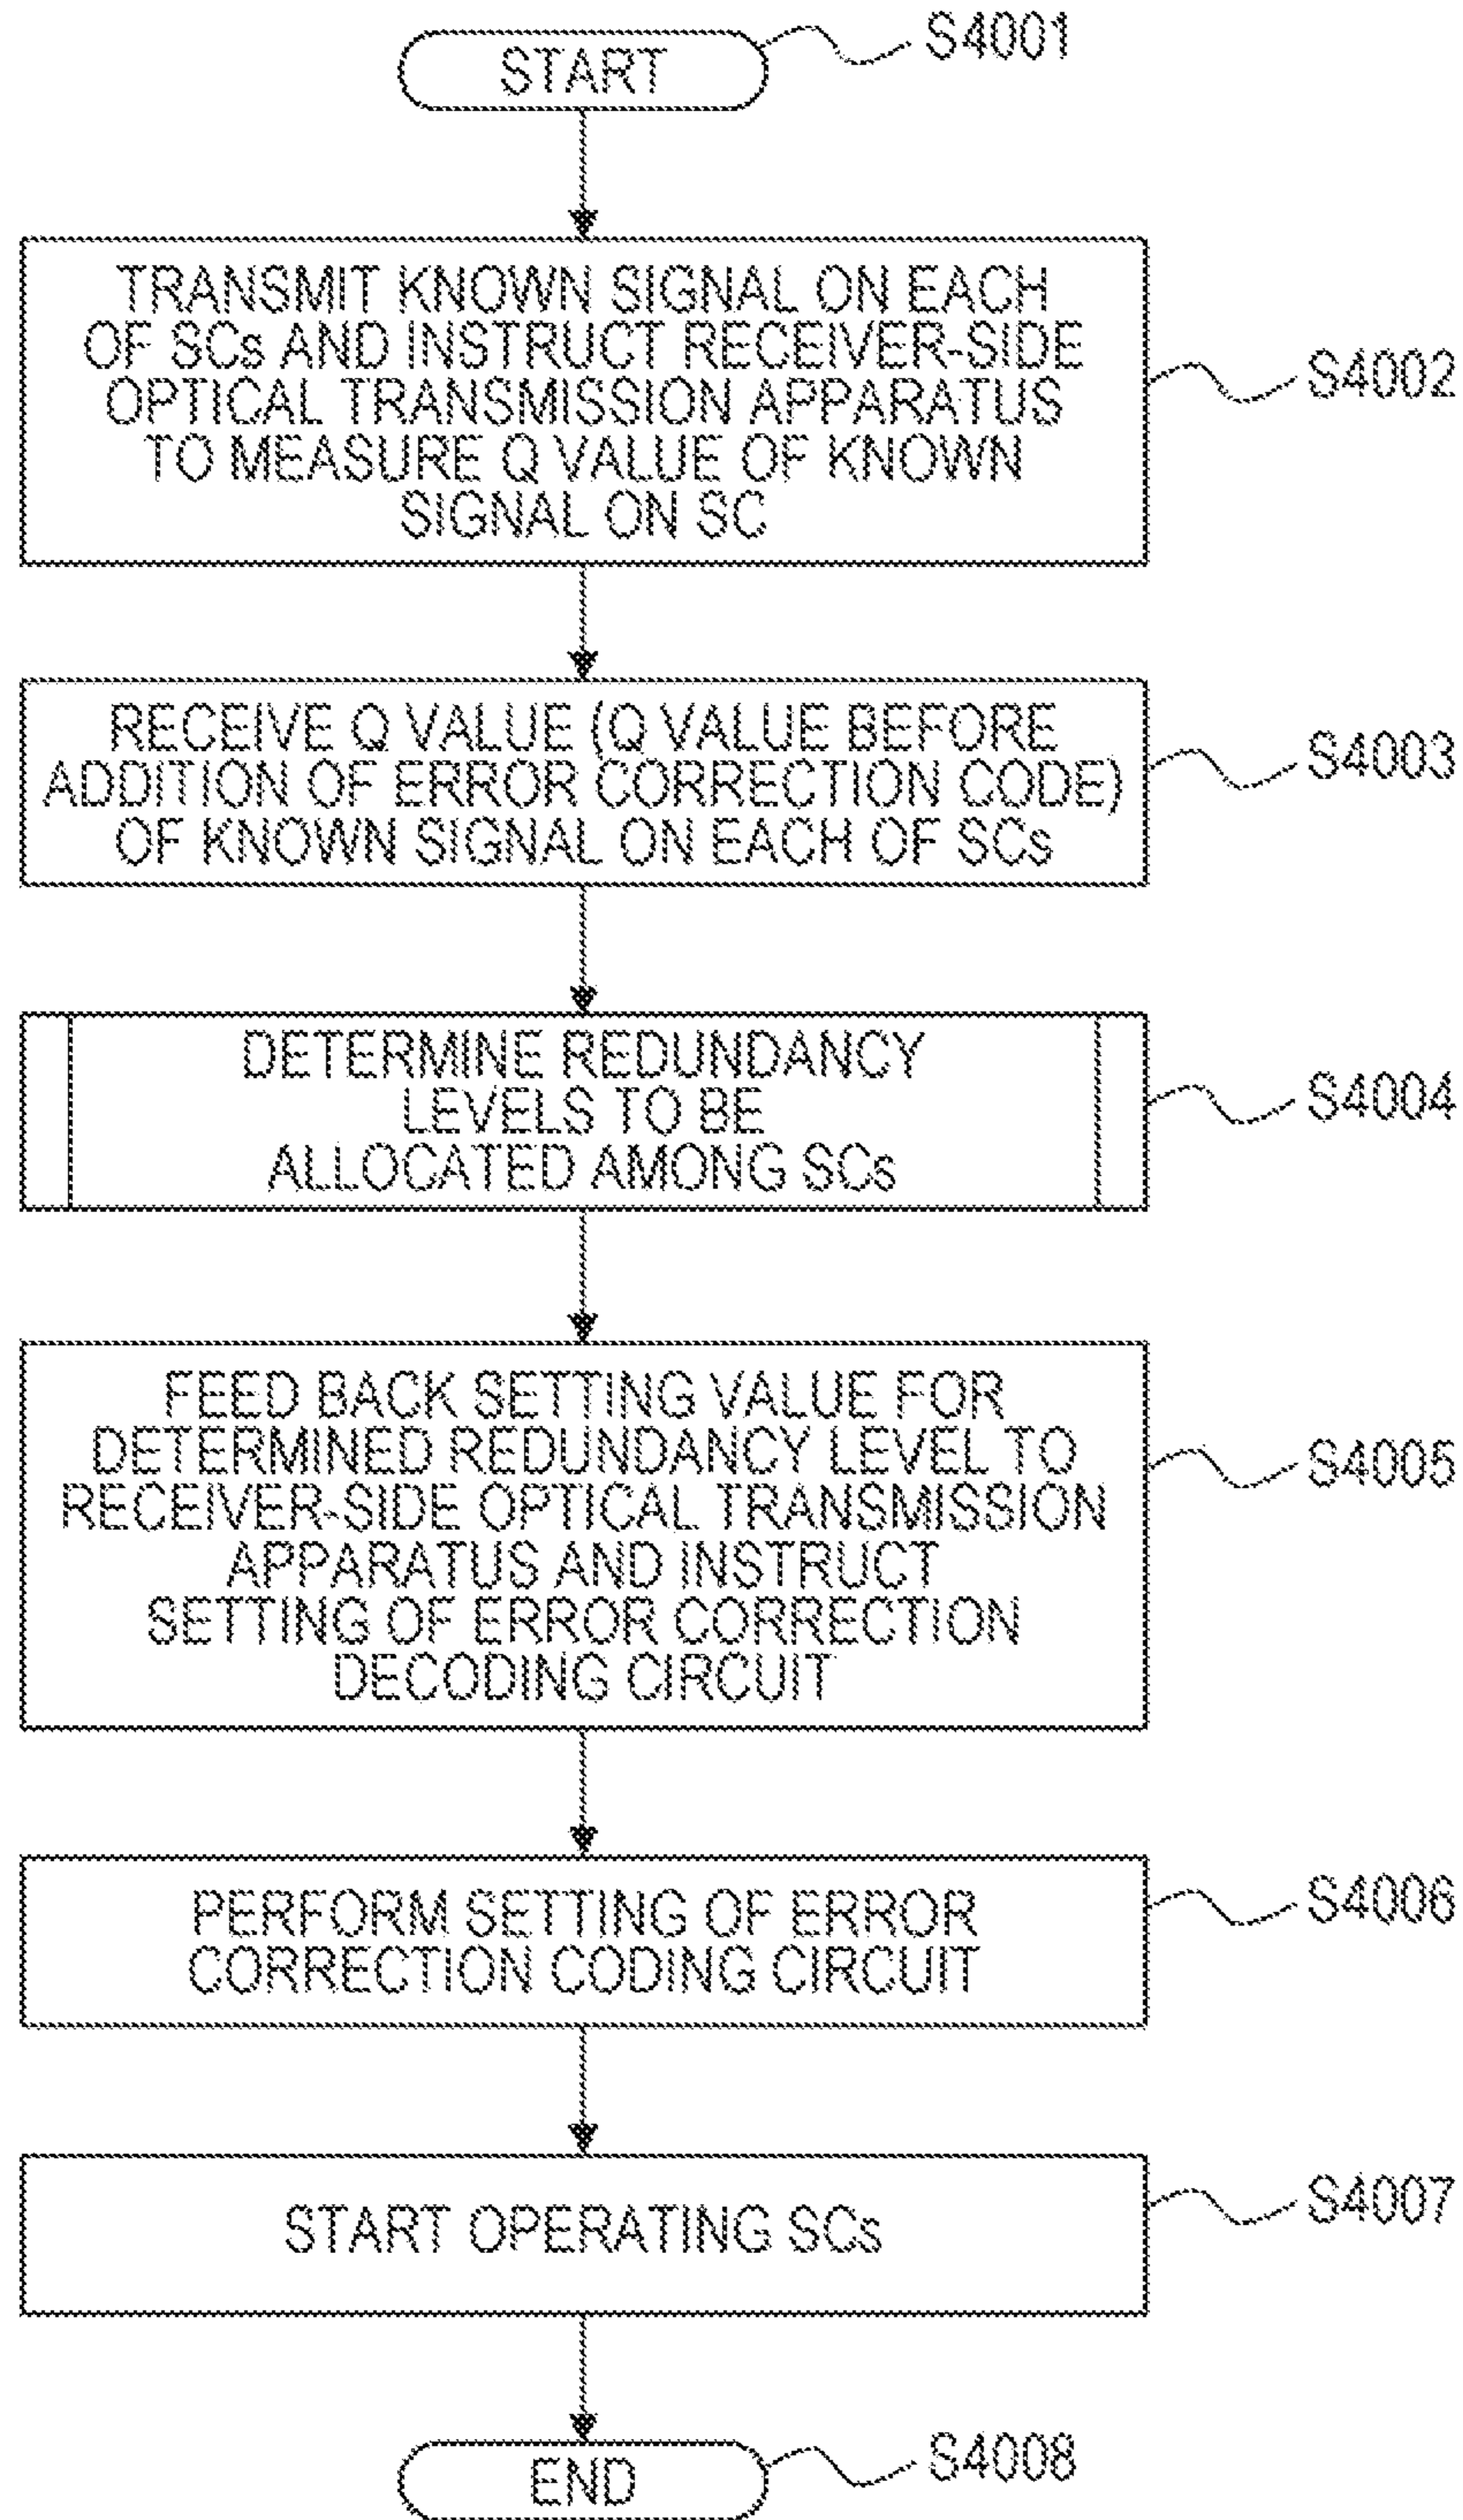 START
S4001
TRANSMIT KNOWN SIGNAL ON EACH
OF SCs AND INSTRUCT RECEIVER-SIDE
OPTICAL TRANSMISSION APPARATUS
TO MEASURE Q VALUE OF KNOWN
SIGNAL ON SC
S4002
RECEIVE Q VALUE (Q VALUE BEFORE
ADDITION OF ERROR CORRECTION CODE)
OF KNOWN SIGNAL ON EACH OF SCs
S4003
DETERMINE REDUNDANCY
LEVELS TO BE
ALLOCATED AMONG SCs
S4004
FEED BACK SETTING VALUE FOR
DETERMINED REDUNDANCY LEVEL TO
RECEIVER-SIDE OPTICAL TRANSMISSION
APPARATUS AND INSTRUCT
SETTING OF ERROR CORRECTION
DECODING CIRCUIT
S4005
PERFORM SETTING OF ERROR
CORRECTION CODING CIRCUIT
S4006
START OPERATING SCs
S4007
END
S4008